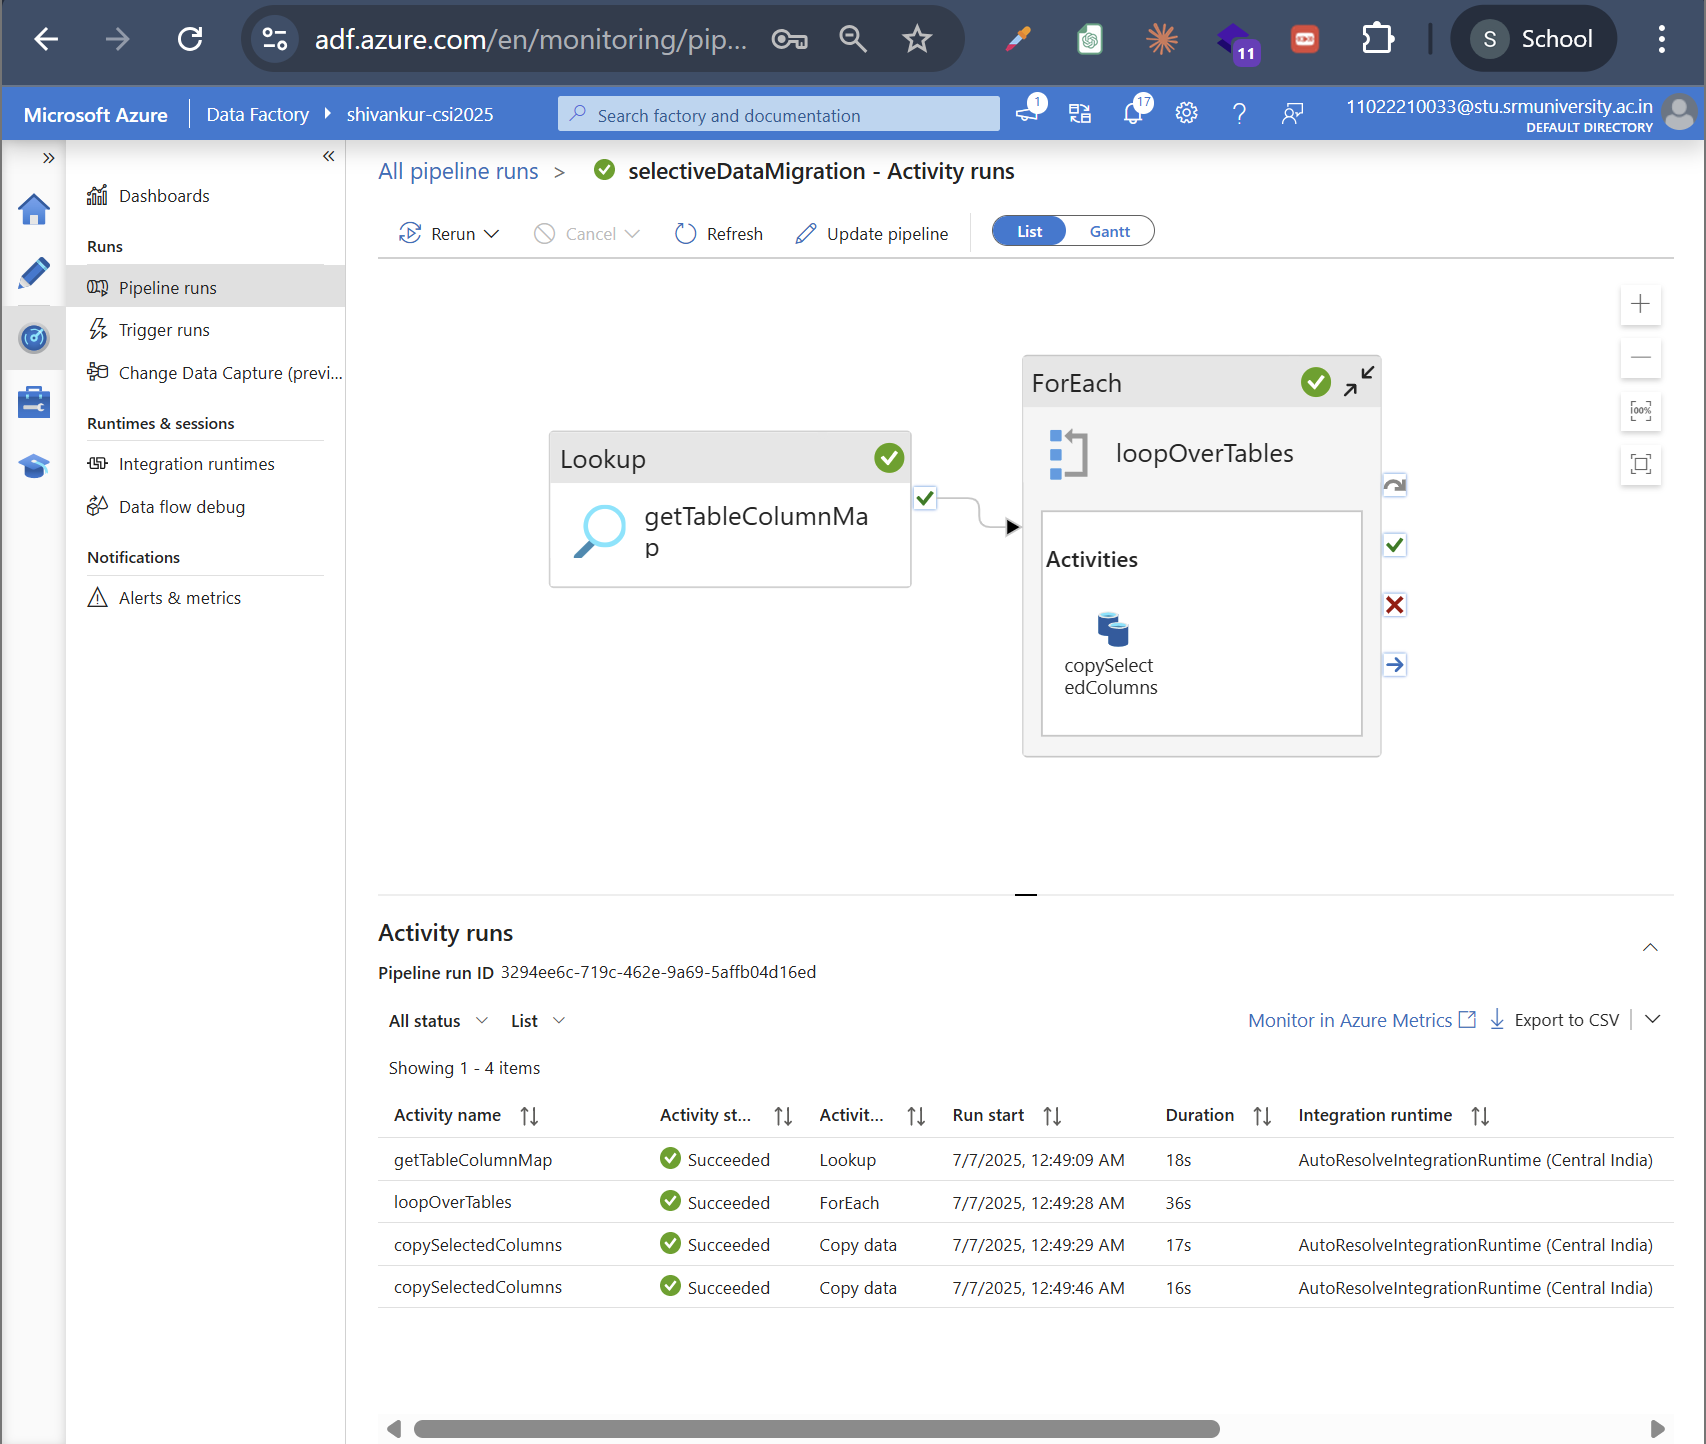 adf.azure.com/en/monitoring/pip...
11
S School
Microsoft Azure
Data Factory
shivankur-csi2025
Search factory and documentation
1
17
11022210033@stu.srmuniversity.ac.in
DEFAULT DIRECTORY
Dashboards
Runs
Pipeline runs
Trigger runs
Change Data Capture (previ...
Runtimes & sessions
Integration runtimes
Data flow debug
Notifications
Alerts & metrics
All pipeline runs > selectiveDataMigration - Activity runs
Rerun
Cancel
Refresh
Update pipeline
List
Gantt
100%
Lookup
getTableColumnMa
p
ForEach
loopOverTables
Activities
copySelect
edColumns
Activity runs
Pipeline run ID 3294ee6c-719c-462e-9a69-5affb04d16ed
All status
List
Monitor in Azure Metrics
Export to CSV
Showing 1 - 4 items
Activity name Activity st... Activit... Run start Duration Integration runtime
getTableColumnMap Succeeded Lookup 7/7/2025, 12:49:09 AM 18s AutoResolveIntegrationRuntime (Central India)
loopOverTables Succeeded ForEach 7/7/2025, 12:49:28 AM 36s
copySelectedColumns Succeeded Copy data 7/7/2025, 12:49:29 AM 17s AutoResolveIntegrationRuntime (Central India)
copySelectedColumns Succeeded Copy data 7/7/2025, 12:49:46 AM 16s AutoResolveIntegrationRuntime (Central India)